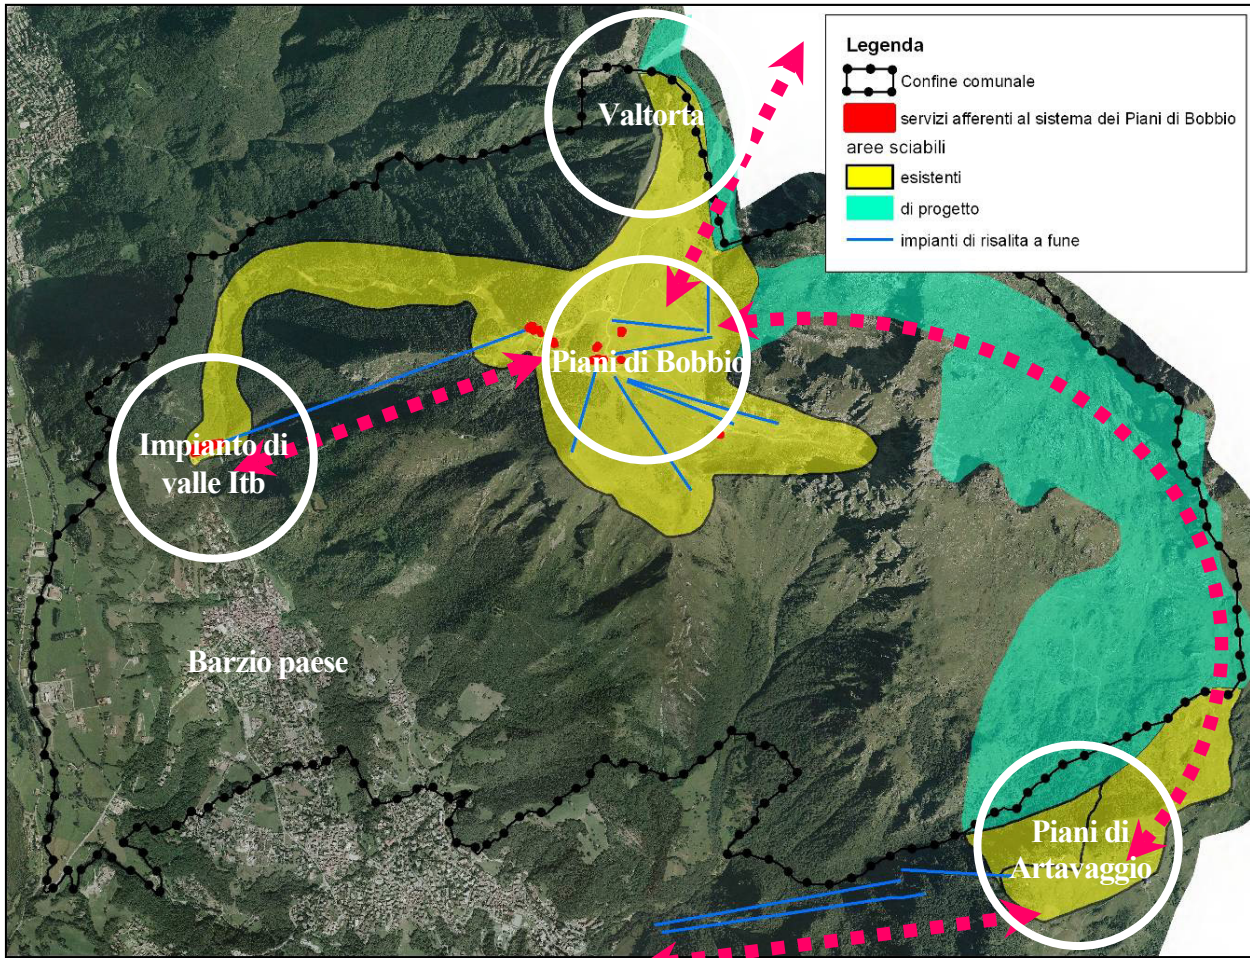 Legenda
Confine comunale
servizi afferenti al sistema dei Piani di Bobbio
aree sciabili
esistenti
di progetto
impianti di risalita a fune
Valtorta
Piani di Bobbio
Impianto di
valle Itb
Barzio paese
Piani di
Artavaggio